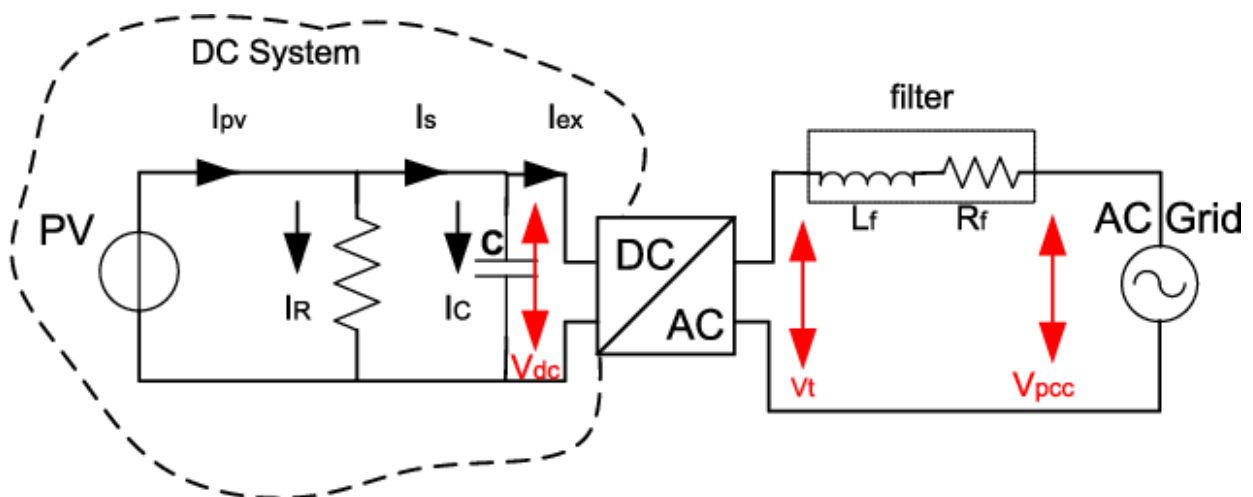 DC System
filter
Ipv
Is
Iex
Lf
Rf
PV
AC Grid
C
DC
IR
IC
AC
Vdc
Vt
Vpcc